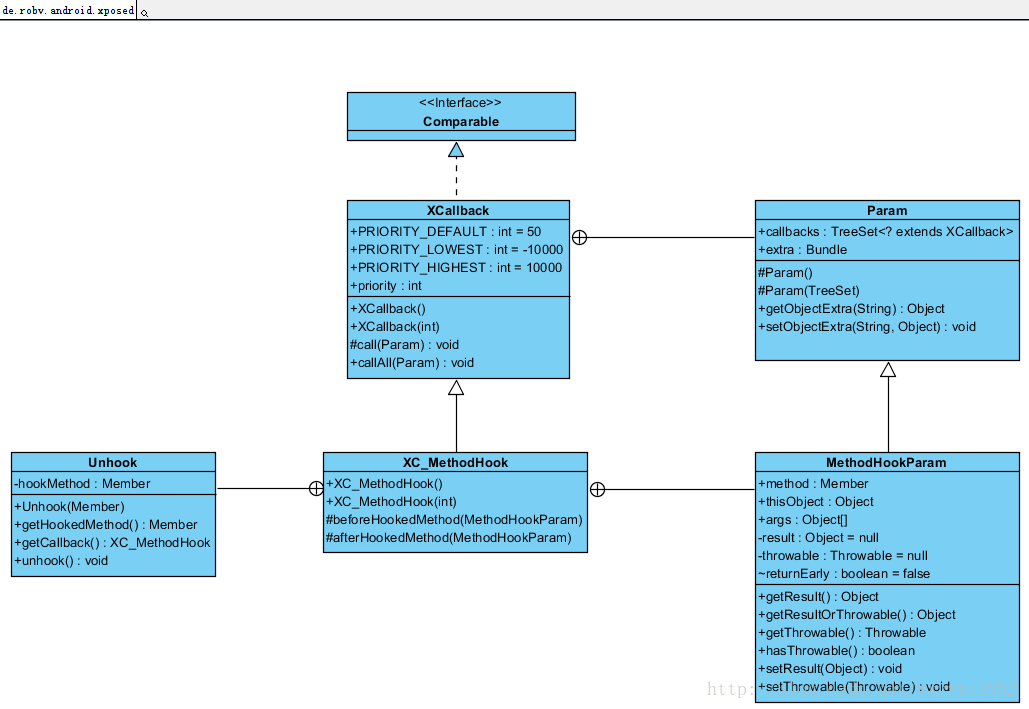 de.robv.android.xposed
<<Interface>>
Comparable
XCallback
+PRIORITY_DEFAULT : int = 50
+PRIORITY_LOWEST : int = -10000
+PRIORITY_HIGHEST : int = 10000
+priority : int
+XCallback()
+XCallback(int)
#call(Param) : void
+callAll(Param) : void
Param
+callbacks : TreeSet<? extends XCallback>
+extra : Bundle
#Param()
#Param(TreeSet)
+getObjectExtra(String) : Object
+setObjectExtra(String, Object) : void
Unhook
-hookMethod : Member
+Unhook(Member)
+getHookedMethod() : Member
+getCallback() : XC_MethodHook
+unhook() : void
XC_MethodHook
+XC_MethodHook()
+XC_MethodHook(int)
#beforeHookedMethod(MethodHookParam)
#afterHookedMethod(MethodHookParam)
MethodHookParam
+method : Member
+thisObject : Object
+args : Object[]
-result : Object = null
-throwable : Throwable = null
~returnEarly : boolean = false
+getResult() : Object
+getResultOrThrowable() : Object
+getThrowable() : Throwable
+hasThrowable() : boolean
+setResult(Object) : void
+setThrowable(Throwable) : void